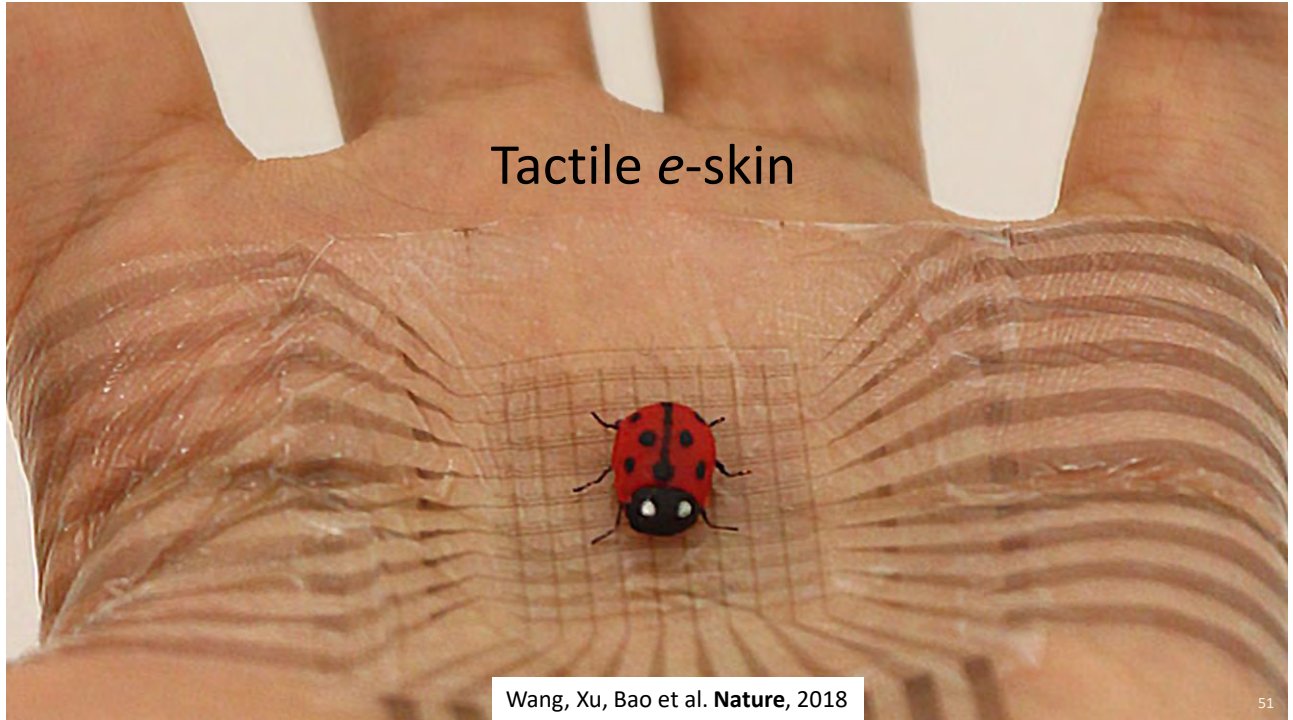 Tactile e-skin
Wang, Xu, Bao et al. Nature, 2018
51